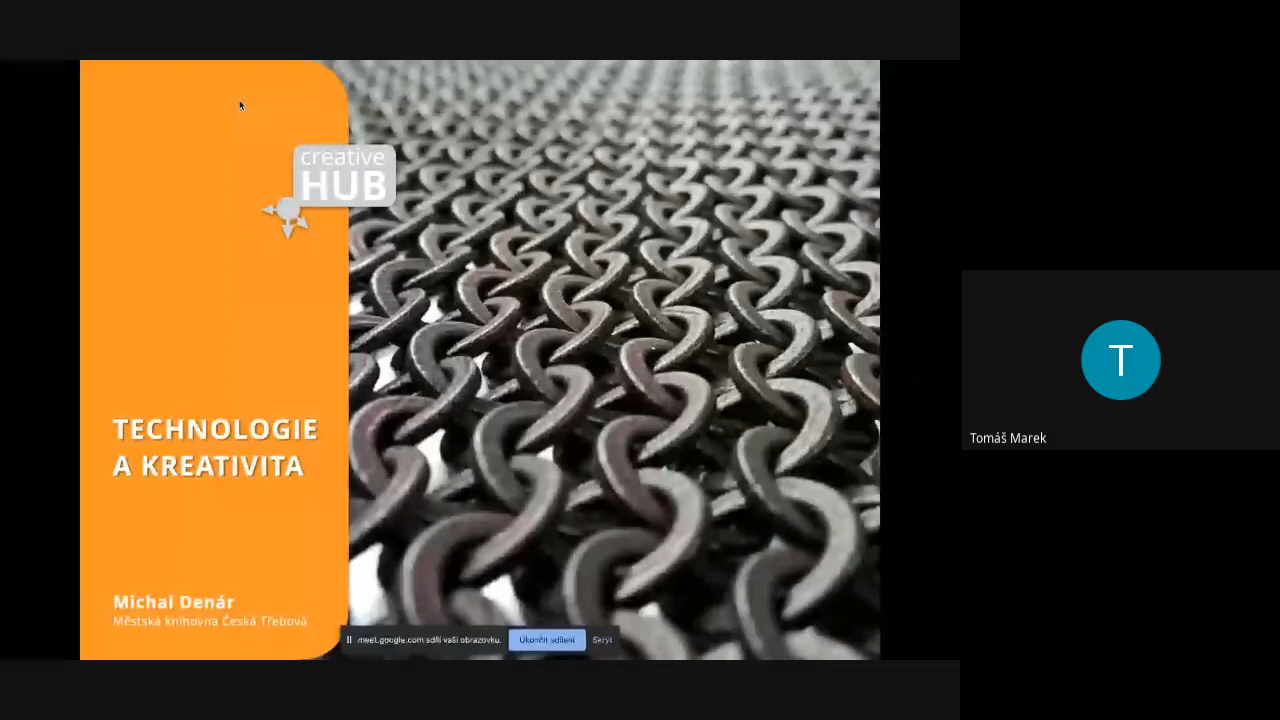 creative
HUB
TECHNOLOGIE
A KREATIVITA
Michal Denár
Městská knihovna Česká Třebová
meet.google.com sdílí vaši obrazovku.
Ukončit sdílení
Skrýt
T
Tomáš Marek